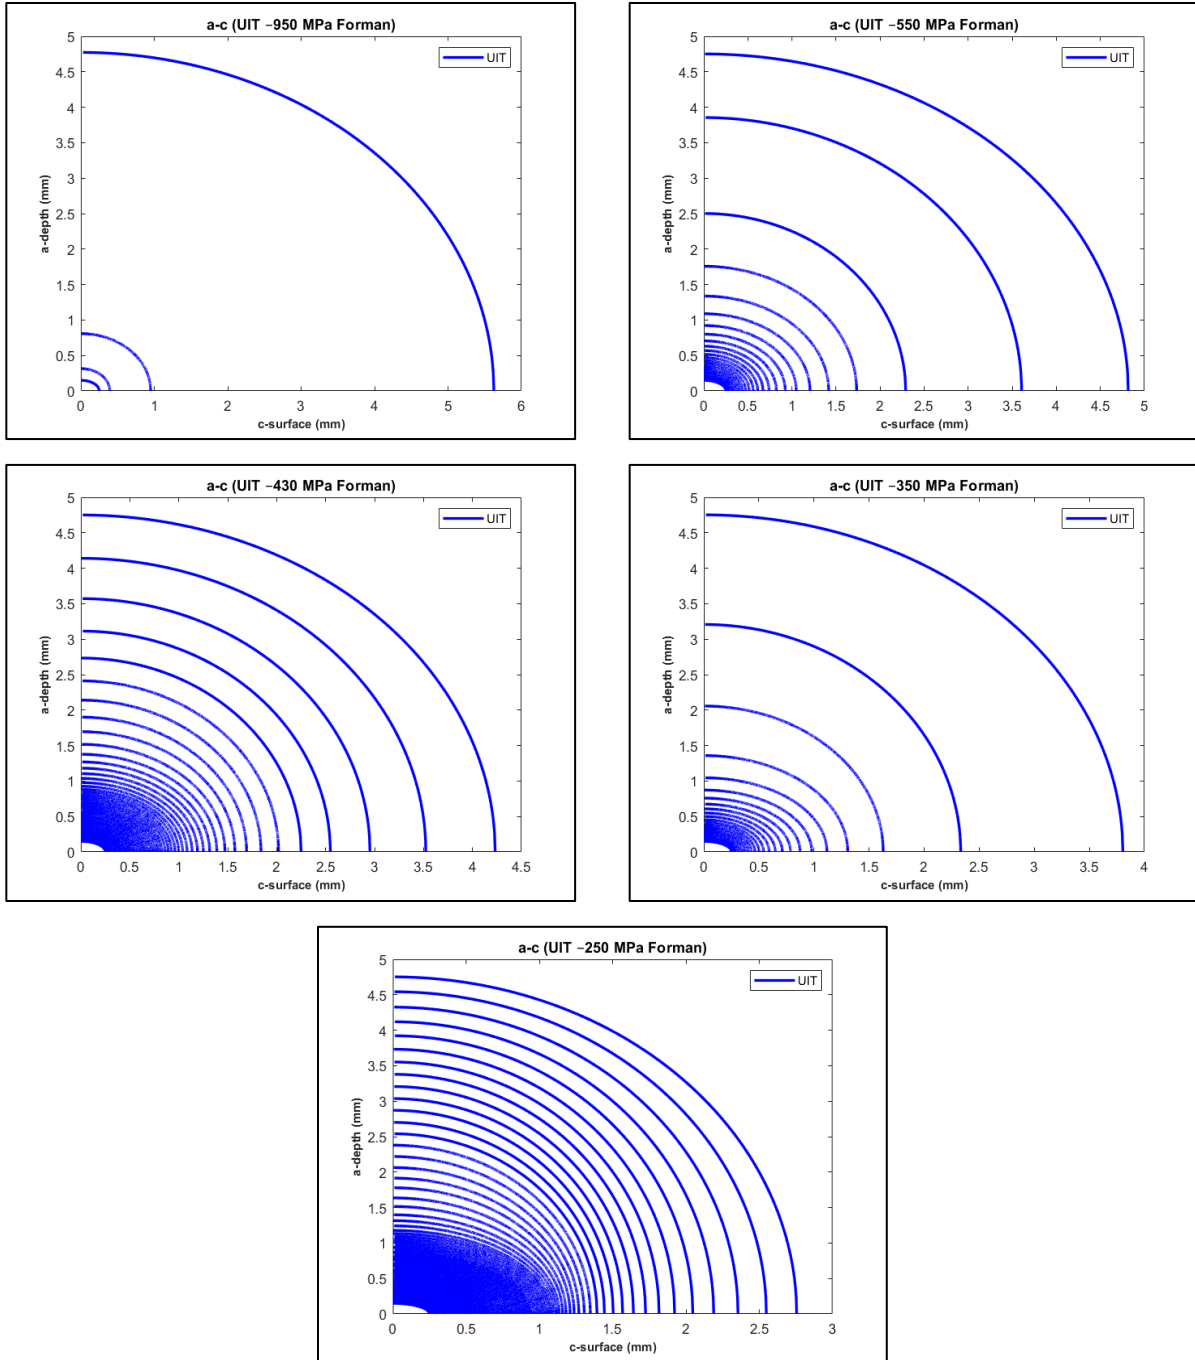 a-c (UIT −950 MPa Forman)
UIT
5
4.5
4
3.5
3
2.5
2
1.5
1
0.5
0
a-depth (mm)
0 1 2 3 4 5 6
c-surface (mm)
a-c (UIT −550 MPa Forman)
UIT
5
4.5
4
3.5
3
2.5
2
1.5
1
0.5
0
a-depth (mm)
0 0.5 1 1.5 2 2.5 3 3.5 4 4.5 5
c-surface (mm)
a-c (UIT −430 MPa Forman)
UIT
5
4.5
4
3.5
3
2.5
2
1.5
1
0.5
0
a-depth (mm)
0 0.5 1 1.5 2 2.5 3 3.5 4 4.5
c-surface (mm)
a-c (UIT −350 MPa Forman)
UIT
5
4.5
4
3.5
3
2.5
2
1.5
1
0.5
0
a-depth (mm)
0 0.5 1 1.5 2 2.5 3 3.5 4
c-surface (mm)
a-c (UIT −250 MPa Forman)
UIT
5
4.5
4
3.5
3
2.5
2
1.5
1
0.5
0
a-depth (mm)
0 0.5 1 1.5 2 2.5 3
c-surface (mm)